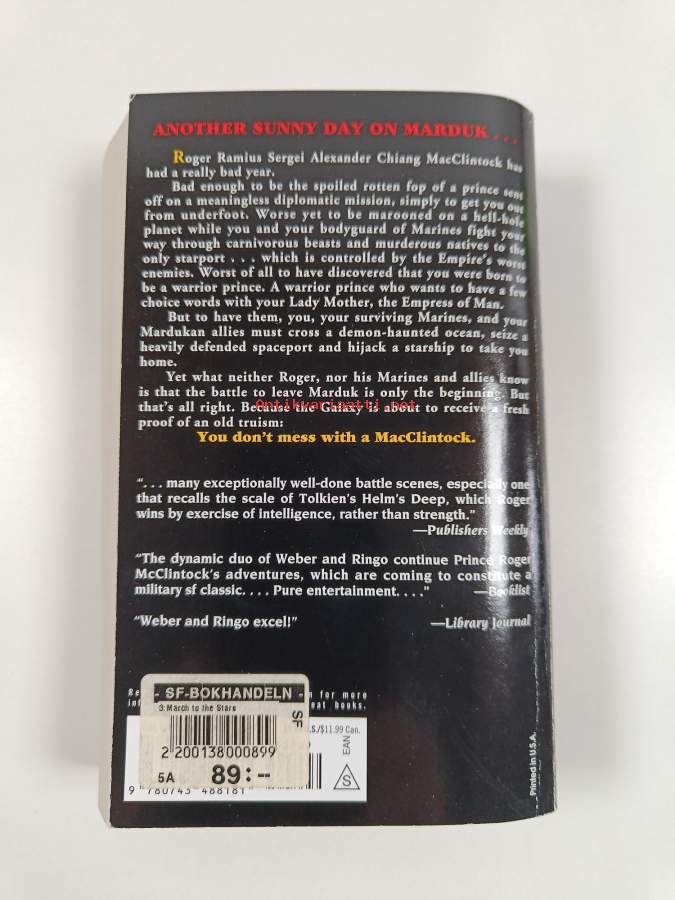 ANOTHER SUNNY DAY ON MARDUK . . .
Roger Ramius Sergei Alexander Chiang MacClintock has
had a really bad year.
Bad enough to be the spoiled rotten fop of a prince sent
off on a meaningless diplomatic mission, simply to get you out
from underfoot. Worse yet to be marooned on a hell-hole
planet while you and your bodyguard of Marines fight your
way through carnivorous beasts and murderous natives to the
only starport . . . which is controlled by the Empire's worst
enemies. Worst of all to have discovered that you were born to
be a warrior prince. A warrior prince who wants to have a few
choice words with your Lady Mother, the Empress of Man.
But to have them, you, your surviving Marines, and your
Mardukan allies must cross a demon-haunted ocean, seize a
heavily defended spaceport and hijack a starship to take you
home.
Yet what neither Roger, nor his Marines and allies know
is that the battle to leave Marduk is only the beginning. But
that's all right. Because the Galaxy is about to receive a fresh
proof of an old truism:
You don't mess with a MacClintock.
Antikvariaatti.net
". . . many exceptionally well-done battle scenes, especially one
that recalls the scale of Tolkien's Helm's Deep, which Roger
wins by exercise of intelligence, rather than strength."
—Publishers Weekly
"The dynamic duo of Weber and Ringo continue Prince Roger
McClintock's adventures, which are coming to constitute a
military sf classic. . . . Pure entertainment. . . ." —Booklist
"Weber and Ringo excel!" —Library Journal
for more
books.
- SF-BOKHANDELN -
3:March to the Stars
SF
2 200138000899
5A 89:--
$11.99 Can.
EAN
S
9 780743 488181
Printed in U.S.A.